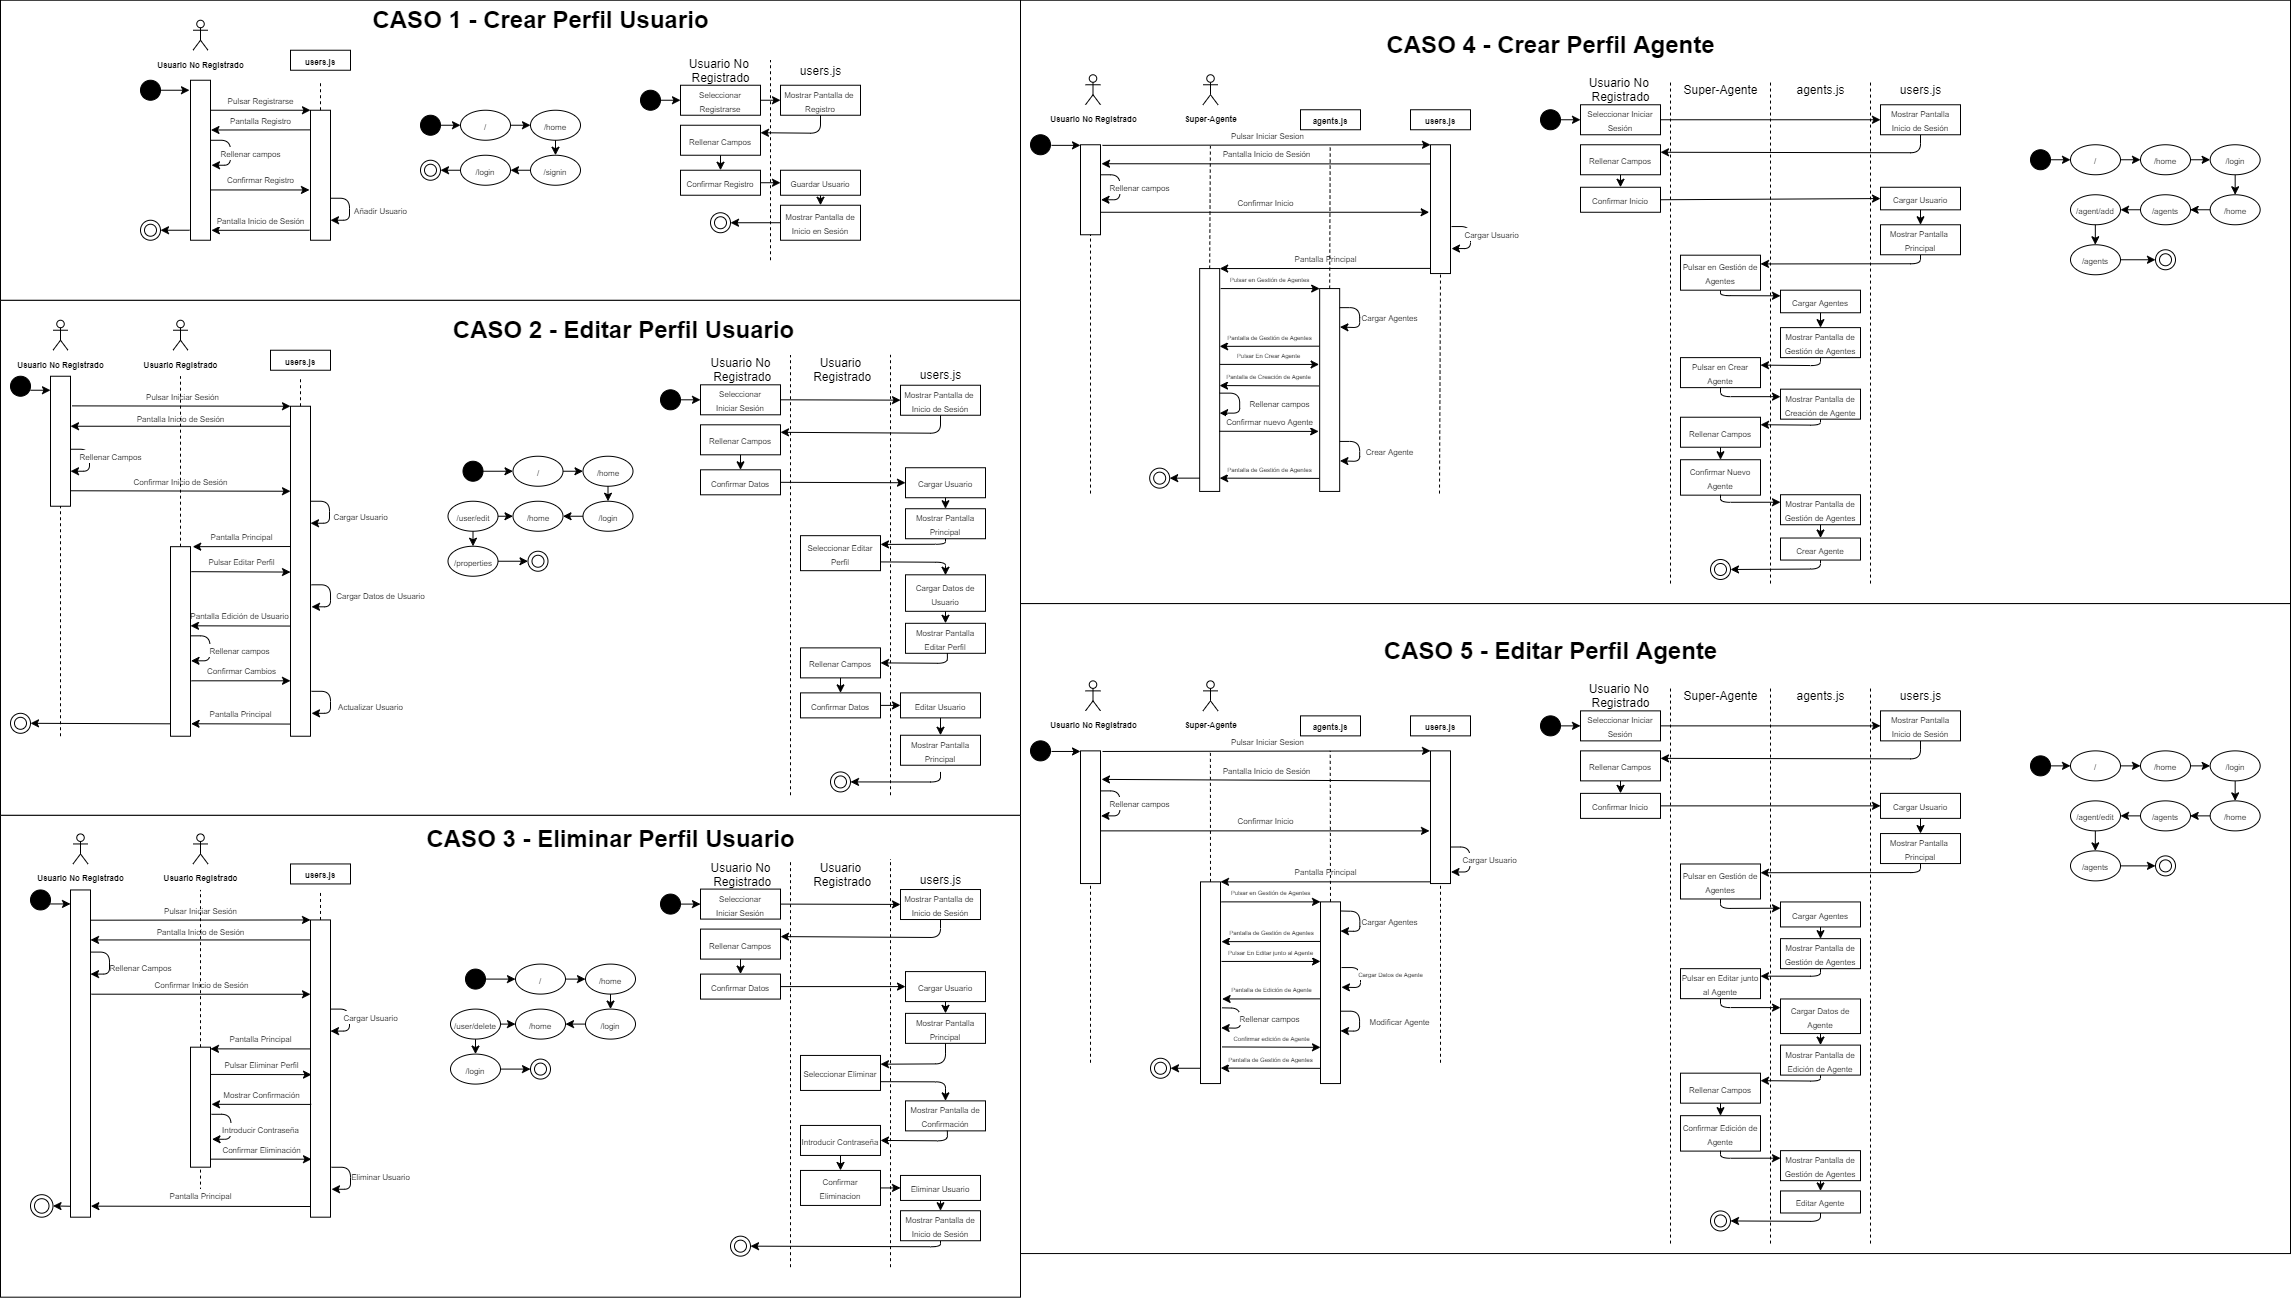 CASO 1 - Crear Perfil Usuario
Usuario No Registrado
users.js
Pulsar Registrarse
Pantalla Registro
Rellenar campos
Confirmar Registro
Añadir Usuario
Pantalla Inicio de Sesión
/
/home
/login
/signin
Usuario No
Registrado
users.js
Seleccionar
Registrarse
Mostrar Pantalla de
Registro
Rellenar Campos
Confirmar Registro
Guardar Usuario
Mostrar Pantalla de
Inicio en Sesión
CASO 2 - Editar Perfil Usuario
Usuario No Registrado
Usuario Registrado
users.js
Pulsar Iniciar Sesión
Pantalla Inicio de Sesión
Rellenar Campos
Confirmar Inicio de Sesión
Cargar Usuario
Pantalla Principal
Pulsar Editar Perfil
Cargar Datos de Usuario
Pantalla Edición de Usuario
Rellenar campos
Confirmar Cambios
Actualizar Usuario
Pantalla Principal
/
/home
/user/edit
/home
/login
/properties
Usuario No
Registrado
Usuario
Registrado
users.js
Seleccionar
Iniciar Sesión
Mostrar Pantalla de
Inicio de Sesión
Rellenar Campos
Confirmar Datos
Cargar Usuario
Mostrar Pantalla
Principal
Seleccionar Editar
Perfil
Cargar Datos de
Usuario
Mostrar Pantalla
Editar Perfil
Rellenar Campos
Confirmar Datos
Editar Usuario
Mostrar Pantalla
Principal
CASO 3 - Eliminar Perfil Usuario
Usuario No Registrado
Usuario Registrado
users.js
Pulsar Iniciar Sesión
Pantalla Inicio de Sesión
Rellenar Campos
Confirmar Inicio de Sesión
Cargar Usuario
Pantalla Principal
Pulsar Eliminar Perfil
Mostrar Confirmación
Introducir Contraseña
Confirmar Eliminación
Eliminar Usuario
Pantalla Principal
/
/home
/user/delete
/home
/login
/login
Usuario No
Registrado
Usuario
Registrado
users.js
Seleccionar
Iniciar Sesión
Mostrar Pantalla de
Inicio de Sesión
Rellenar Campos
Confirmar Datos
Cargar Usuario
Mostrar Pantalla
Principal
Seleccionar Eliminar
Mostrar Pantalla de
Confirmación
Introducir Contraseña
Confirmar
Eliminacion
Eliminar Usuario
Mostrar Pantalla de
Inicio de Sesión
CASO 4 - Crear Perfil Agente
Usuario No Registrado
Super-Agente
agents.js
users.js
Pulsar Iniciar Sesion
Pantalla Inicio de Sesión
Rellenar campos
Confirmar Inicio
Cargar Usuario
Pantalla Principal
Pulsar en Gestión de Agentes
Cargar Agentes
Pantalla de Gestión de Agentes
Pulsar En Crear Agente
Pantalla de Creación de Agente
Rellenar campos
Confirmar nuevo Agente
Crear Agente
Pantalla de Gestión de Agentes
Usuario No
Registrado
Super-Agente
agents.js
users.js
Seleccionar Iniciar
Sesión
Mostrar Pantalla
Inicio de Sesión
Rellenar Campos
Confirmar Inicio
Cargar Usuario
Mostrar Pantalla
Principal
Pulsar en Gestión de
Agentes
Cargar Agentes
Mostrar Pantalla de
Gestión de Agentes
Pulsar en Crear
Agente
Mostrar Pantalla de
Creación de Agente
Rellenar Campos
Confirmar Nuevo
Agente
Mostrar Pantalla de
Gestión de Agentes
Crear Agente
/
/home
/login
/agent/add
/agents
/home
/agents
CASO 5 - Editar Perfil Agente
Usuario No Registrado
Super-Agente
agents.js
users.js
Pulsar Iniciar Sesion
Pantalla Inicio de Sesión
Rellenar campos
Confirmar Inicio
Cargar Usuario
Pantalla Principal
Pulsar en Gestión de Agentes
Cargar Agentes
Pantalla de Gestión de Agentes
Pulsar En Editar junto al Agente
Cargar Datos de Agente
Pantalla de Edición de Agente
Rellenar campos
Modificar Agente
Confirmar edición de Agente
Pantalla de Gestión de Agentes
Usuario No
Registrado
Super-Agente
agents.js
users.js
Seleccionar Iniciar
Sesión
Mostrar Pantalla
Inicio de Sesión
Rellenar Campos
Confirmar Inicio
Cargar Usuario
Mostrar Pantalla
Principal
Pulsar en Gestión de
Agentes
Cargar Agentes
Mostrar Pantalla de
Gestión de Agentes
Pulsar en Editar junto
al Agente
Cargar Datos de
Agente
Mostrar Pantalla de
Edición de Agente
Rellenar Campos
Confirmar Edición de
Agente
Mostrar Pantalla de
Gestión de Agentes
Editar Agente
/
/home
/login
/agent/edit
/agents
/home
/agents